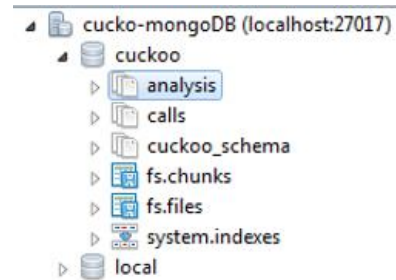 cucko-mongoDB (localhost:27017)
cuckoo
analysis
calls
cuckoo_schema
fs.chunks
fs.files
system.indexes
local